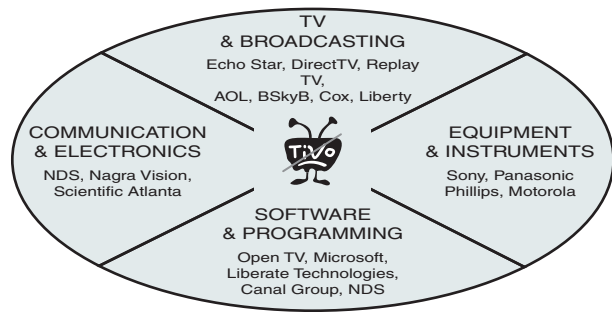 TV
& BROADCASTING
Echo Star, DirectTV, Replay
TV,
AOL, BSkyB, Cox, Liberty
COMMUNICATION
& ELECTRONICS
NDS, Nagra Vision,
Scientific Atlanta
TiVo
EQUIPMENT
& INSTRUMENTS
Sony, Panasonic
Phillips, Motorola
SOFTWARE
& PROGRAMMING
Open TV, Microsoft,
Liberate Technologies,
Canal Group, NDS